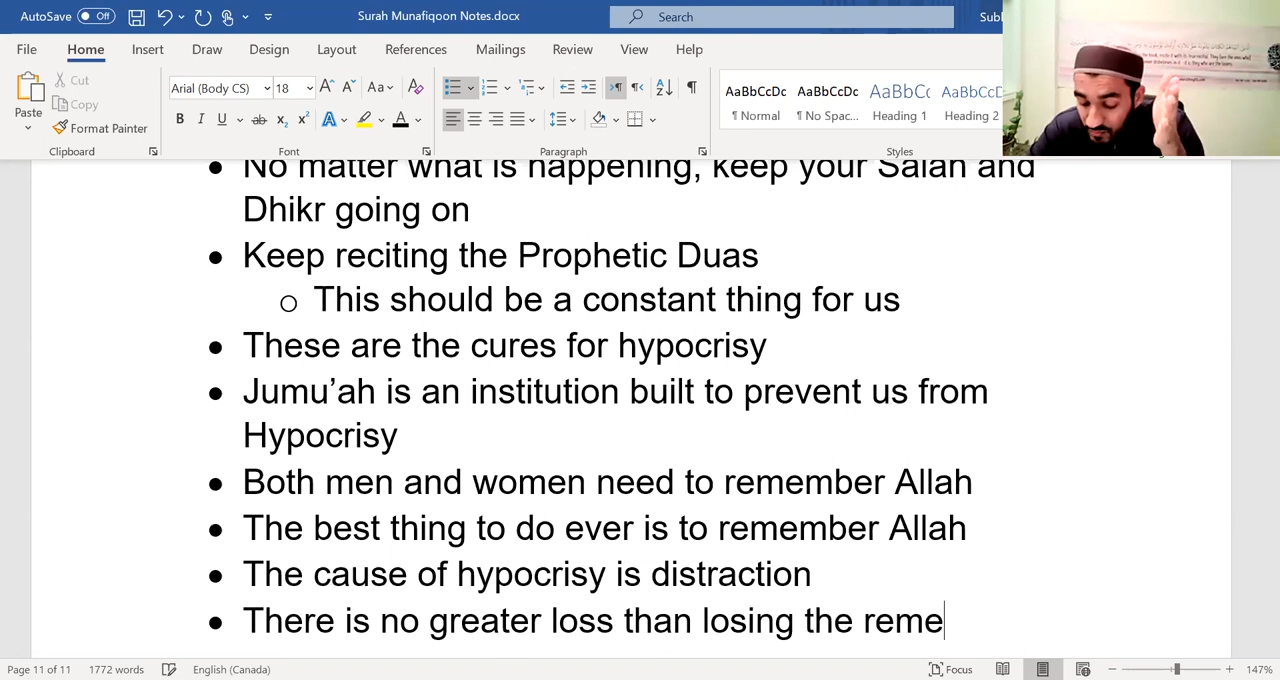 AutoSave Off Surah Munafiqoon Notes.docx Search
File Home Insert Draw Design Layout References Mailings Review View Help
Paste Cut Copy Format Painter
Arial (Body CS) 18 Aa
AaBbCcDc AaBbCcDc AaBbC AaBbCcD
¶ Normal ¶ No Spac... Heading 1 Heading 2
Clipboard Font Paragraph Styles
• No matter what is happening, keep your Salah and
Dhikr going on
• Keep reciting the Prophetic Duas
o This should be a constant thing for us
• These are the cures for hypocrisy
• Jumu’ah is an institution built to prevent us from
Hypocrisy
• Both men and women need to remember Allah
• The best thing to do ever is to remember Allah
• The cause of hypocrisy is distraction
• There is no greater loss than losing the reme
Page 11 of 11 1772 words English (Canada) Focus 147%